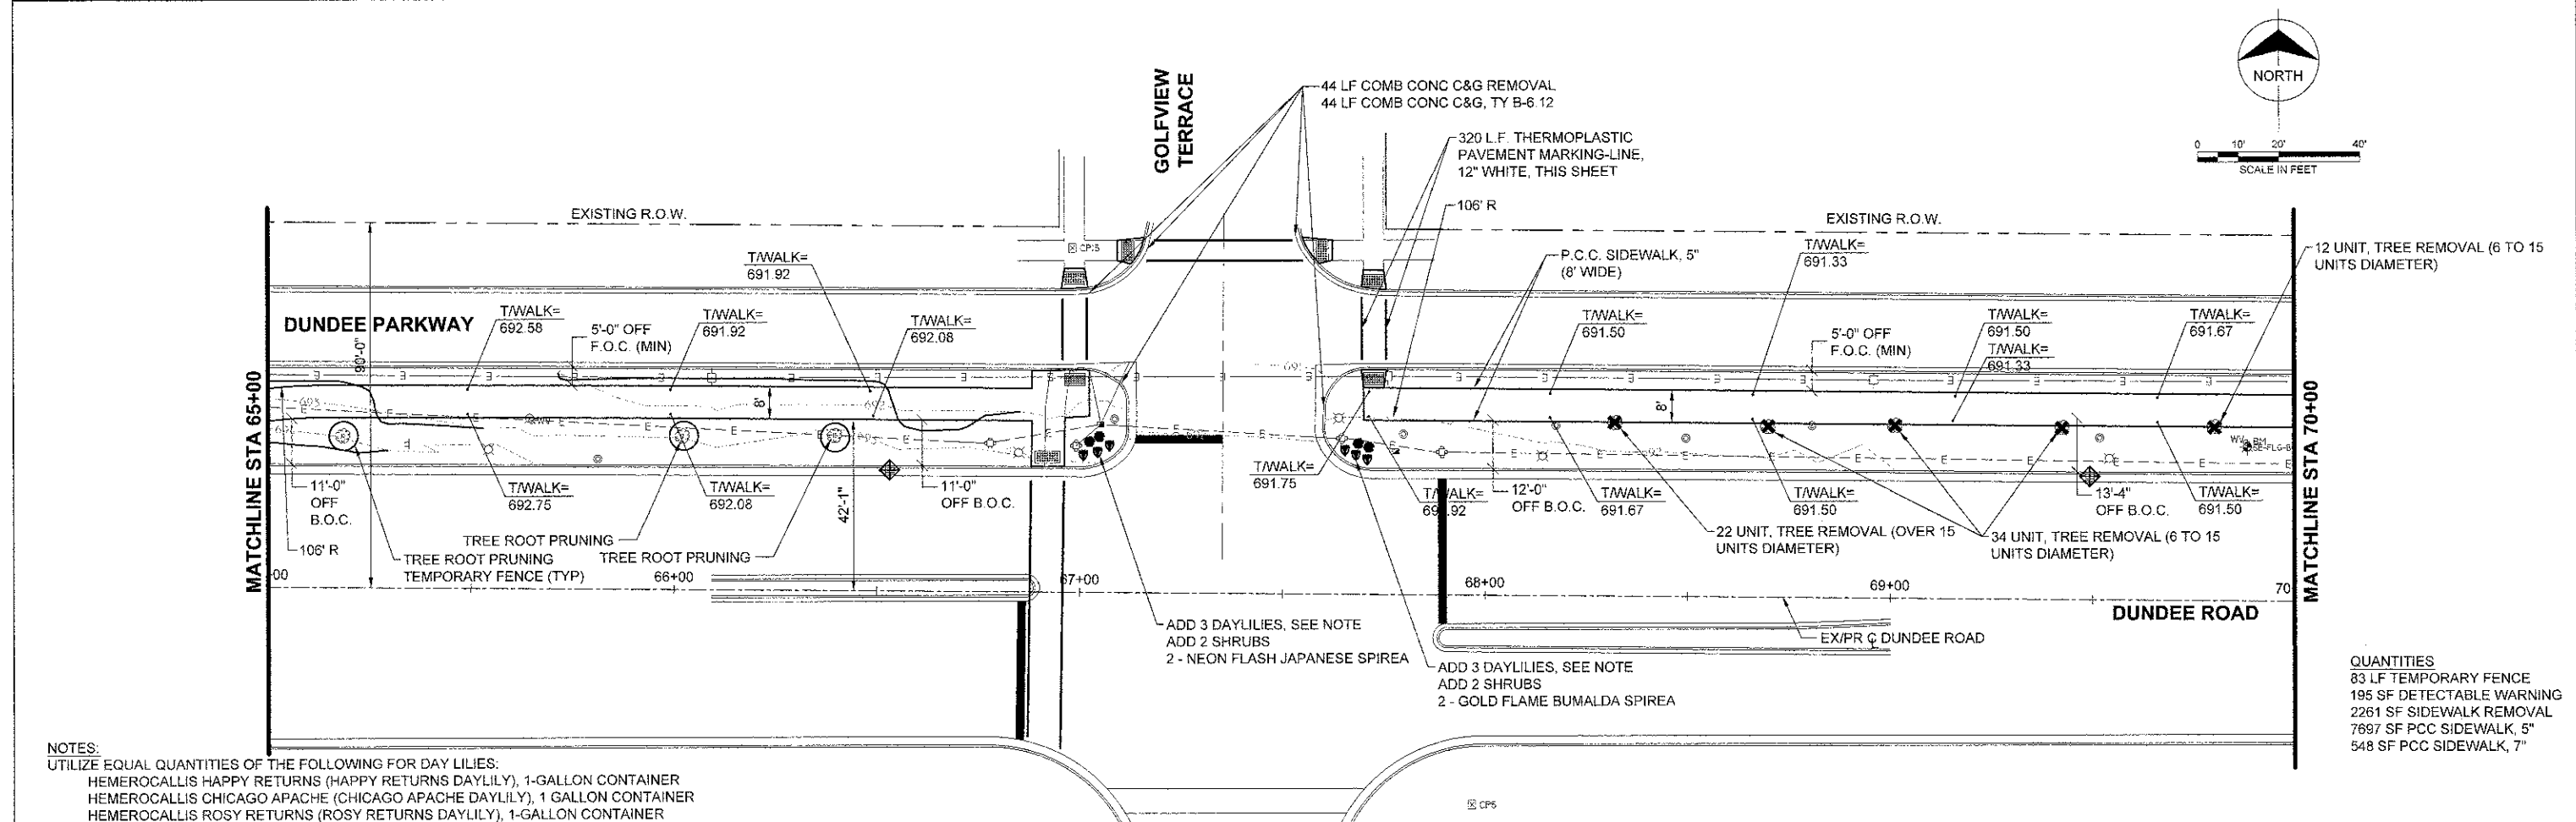 NORTH
0 10' 20' 40'
SCALE IN FEET
GOLFVIEW
TERRACE
44 LF COMB CONC C&G REMOVAL
44 LF COMB CONC C&G, TY B-6.12
320 L.F. THERMOPLASTIC
PAVEMENT MARKING-LINE,
12" WHITE, THIS SHEET
106' R
EXISTING R.O.W.
EXISTING R.O.W.
CP15
P.C.C. SIDEWALK, 5"
(8' WIDE)
T/WALK=
691.92
T/WALK=
691.33
12 UNIT, TREE REMOVAL (6 TO 15
UNITS DIAMETER)
DUNDEE PARKWAY
90'-0"
T/WALK=
692.58
5'-0" OFF
F.O.C. (MIN)
T/WALK=
691.92
T/WALK=
692.08
T/WALK=
691.50
5'-0" OFF
F.O.C. (MIN)
T/WALK=
691.50
T/WALK=
691.33
T/WALK=
691.67
MATCHLINE STA 65+00
MATCHLINE STA 70+00
693
692
8'
8'
11'-0"
OFF
B.O.C.
106' R
T/WALK=
692.75
T/WALK=
692.08
42'-1"
11'-0"
OFF B.O.C.
T/WALK=
691.75
T/WALK=
691.92
12'-0"
OFF B.O.C.
T/WALK=
691.67
T/WALK=
691.50
13'-4"
OFF B.O.C.
T/WALK=
691.50
TREE ROOT PRUNING
TEMPORARY FENCE (TYP)
TREE ROOT PRUNING
TREE ROOT PRUNING
22 UNIT, TREE REMOVAL (OVER 15
UNITS DIAMETER)
34 UNIT, TREE REMOVAL (6 TO 15
UNITS DIAMETER)
00
66+00
67+00
68+00
69+00
70
DUNDEE ROAD
EX/PR ℄ DUNDEE ROAD
ADD 3 DAYLILIES, SEE NOTE
ADD 2 SHRUBS
2 - NEON FLASH JAPANESE SPIREA
ADD 3 DAYLILIES, SEE NOTE
ADD 2 SHRUBS
2 - GOLD FLAME BUMALDA SPIREA
CP6
QUANTITIES
83 LF TEMPORARY FENCE
195 SF DETECTABLE WARNING
2261 SF SIDEWALK REMOVAL
7697 SF PCC SIDEWALK, 5"
548 SF PCC SIDEWALK, 7"
NOTES:
UTILIZE EQUAL QUANTITIES OF THE FOLLOWING FOR DAY LILIES:
HEMEROCALLIS HAPPY RETURNS (HAPPY RETURNS DAYLILY), 1-GALLON CONTAINER
HEMEROCALLIS CHICAGO APACHE (CHICAGO APACHE DAYLILY), 1 GALLON CONTAINER
HEMEROCALLIS ROSY RETURNS (ROSY RETURNS DAYLILY), 1-GALLON CONTAINER